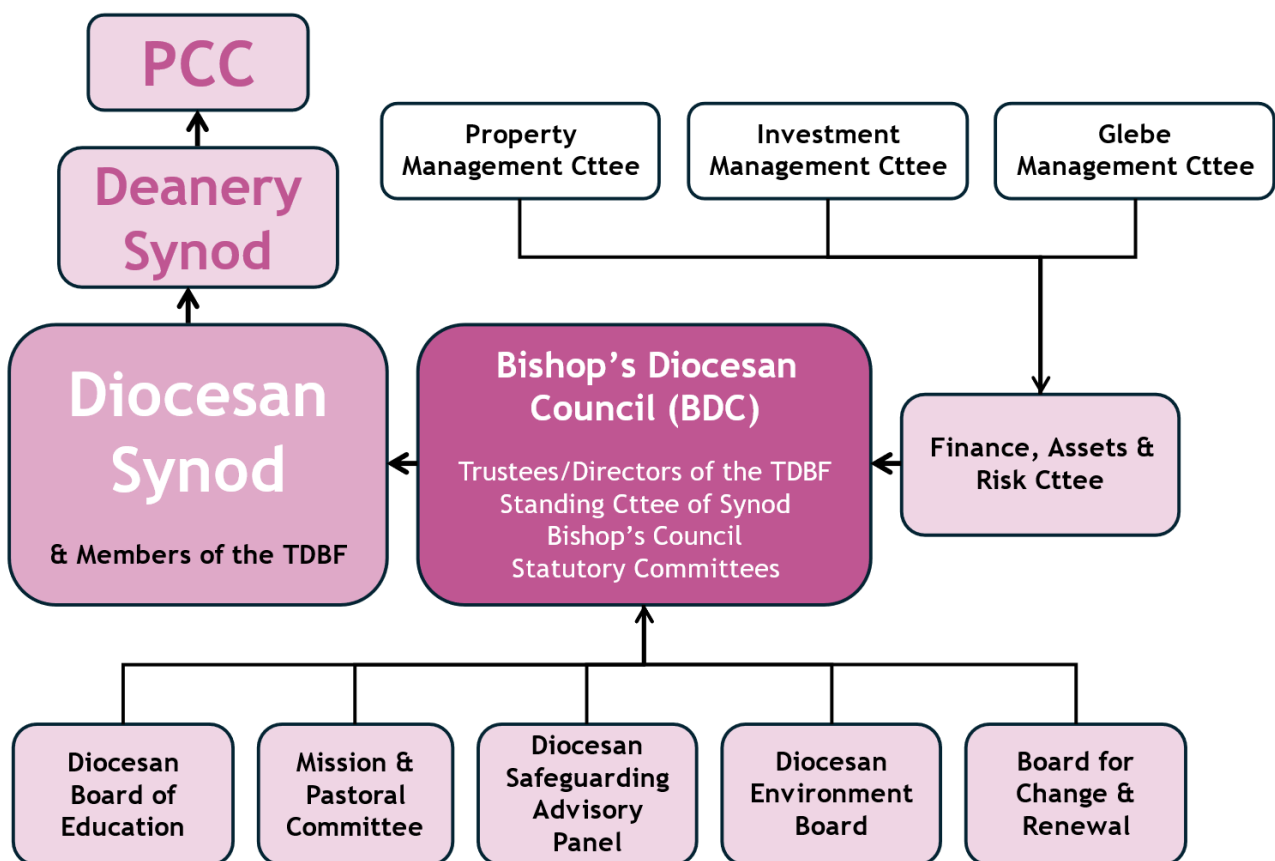 PCC
Deanery
Synod
Property
Management Cttee
Investment
Management Cttee
Glebe
Management Cttee
Diocesan
Synod
& Members of the TDBF
Bishop’s Diocesan
Council (BDC)
Trustees/Directors of the TDBF
Standing Cttee of Synod
Bishop’s Council
Statutory Committees
Finance, Assets &
Risk Cttee
Diocesan
Board of
Education
Mission &
Pastoral
Committee
Diocesan
Safeguarding
Advisory
Panel
Diocesan
Environment
Board
Board for
Change &
Renewal